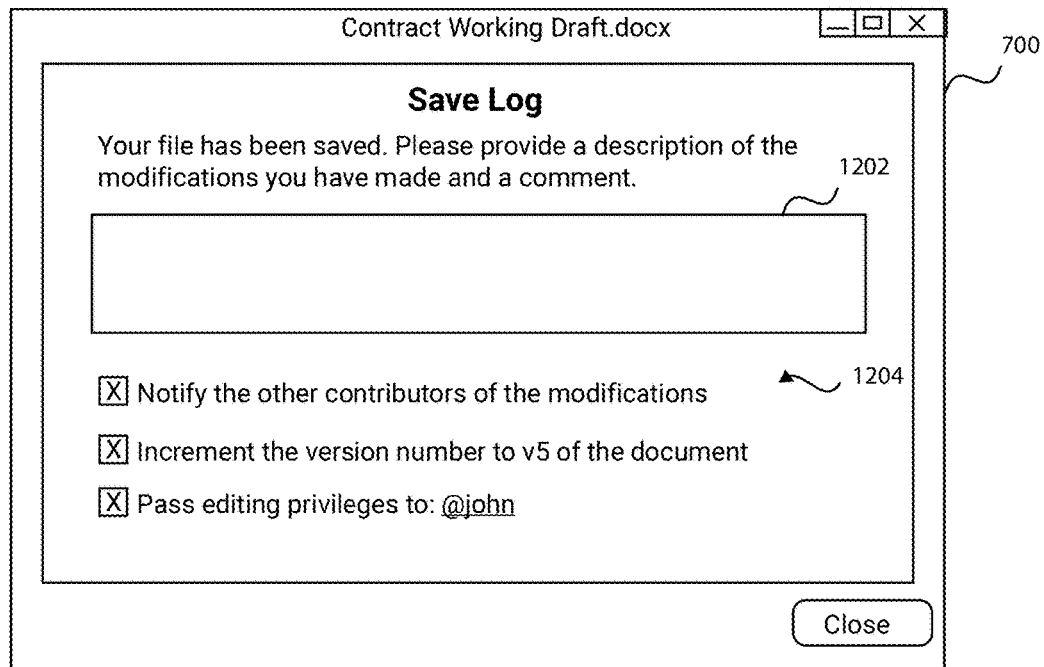 Contract Working Draft.docx
700
Save Log
Your file has been saved. Please provide a description of the
modifications you have made and a comment.
1202
1204
X Notify the other contributors of the modifications
X Increment the version number to v5 of the document
X Pass editing privileges to: @john
Close